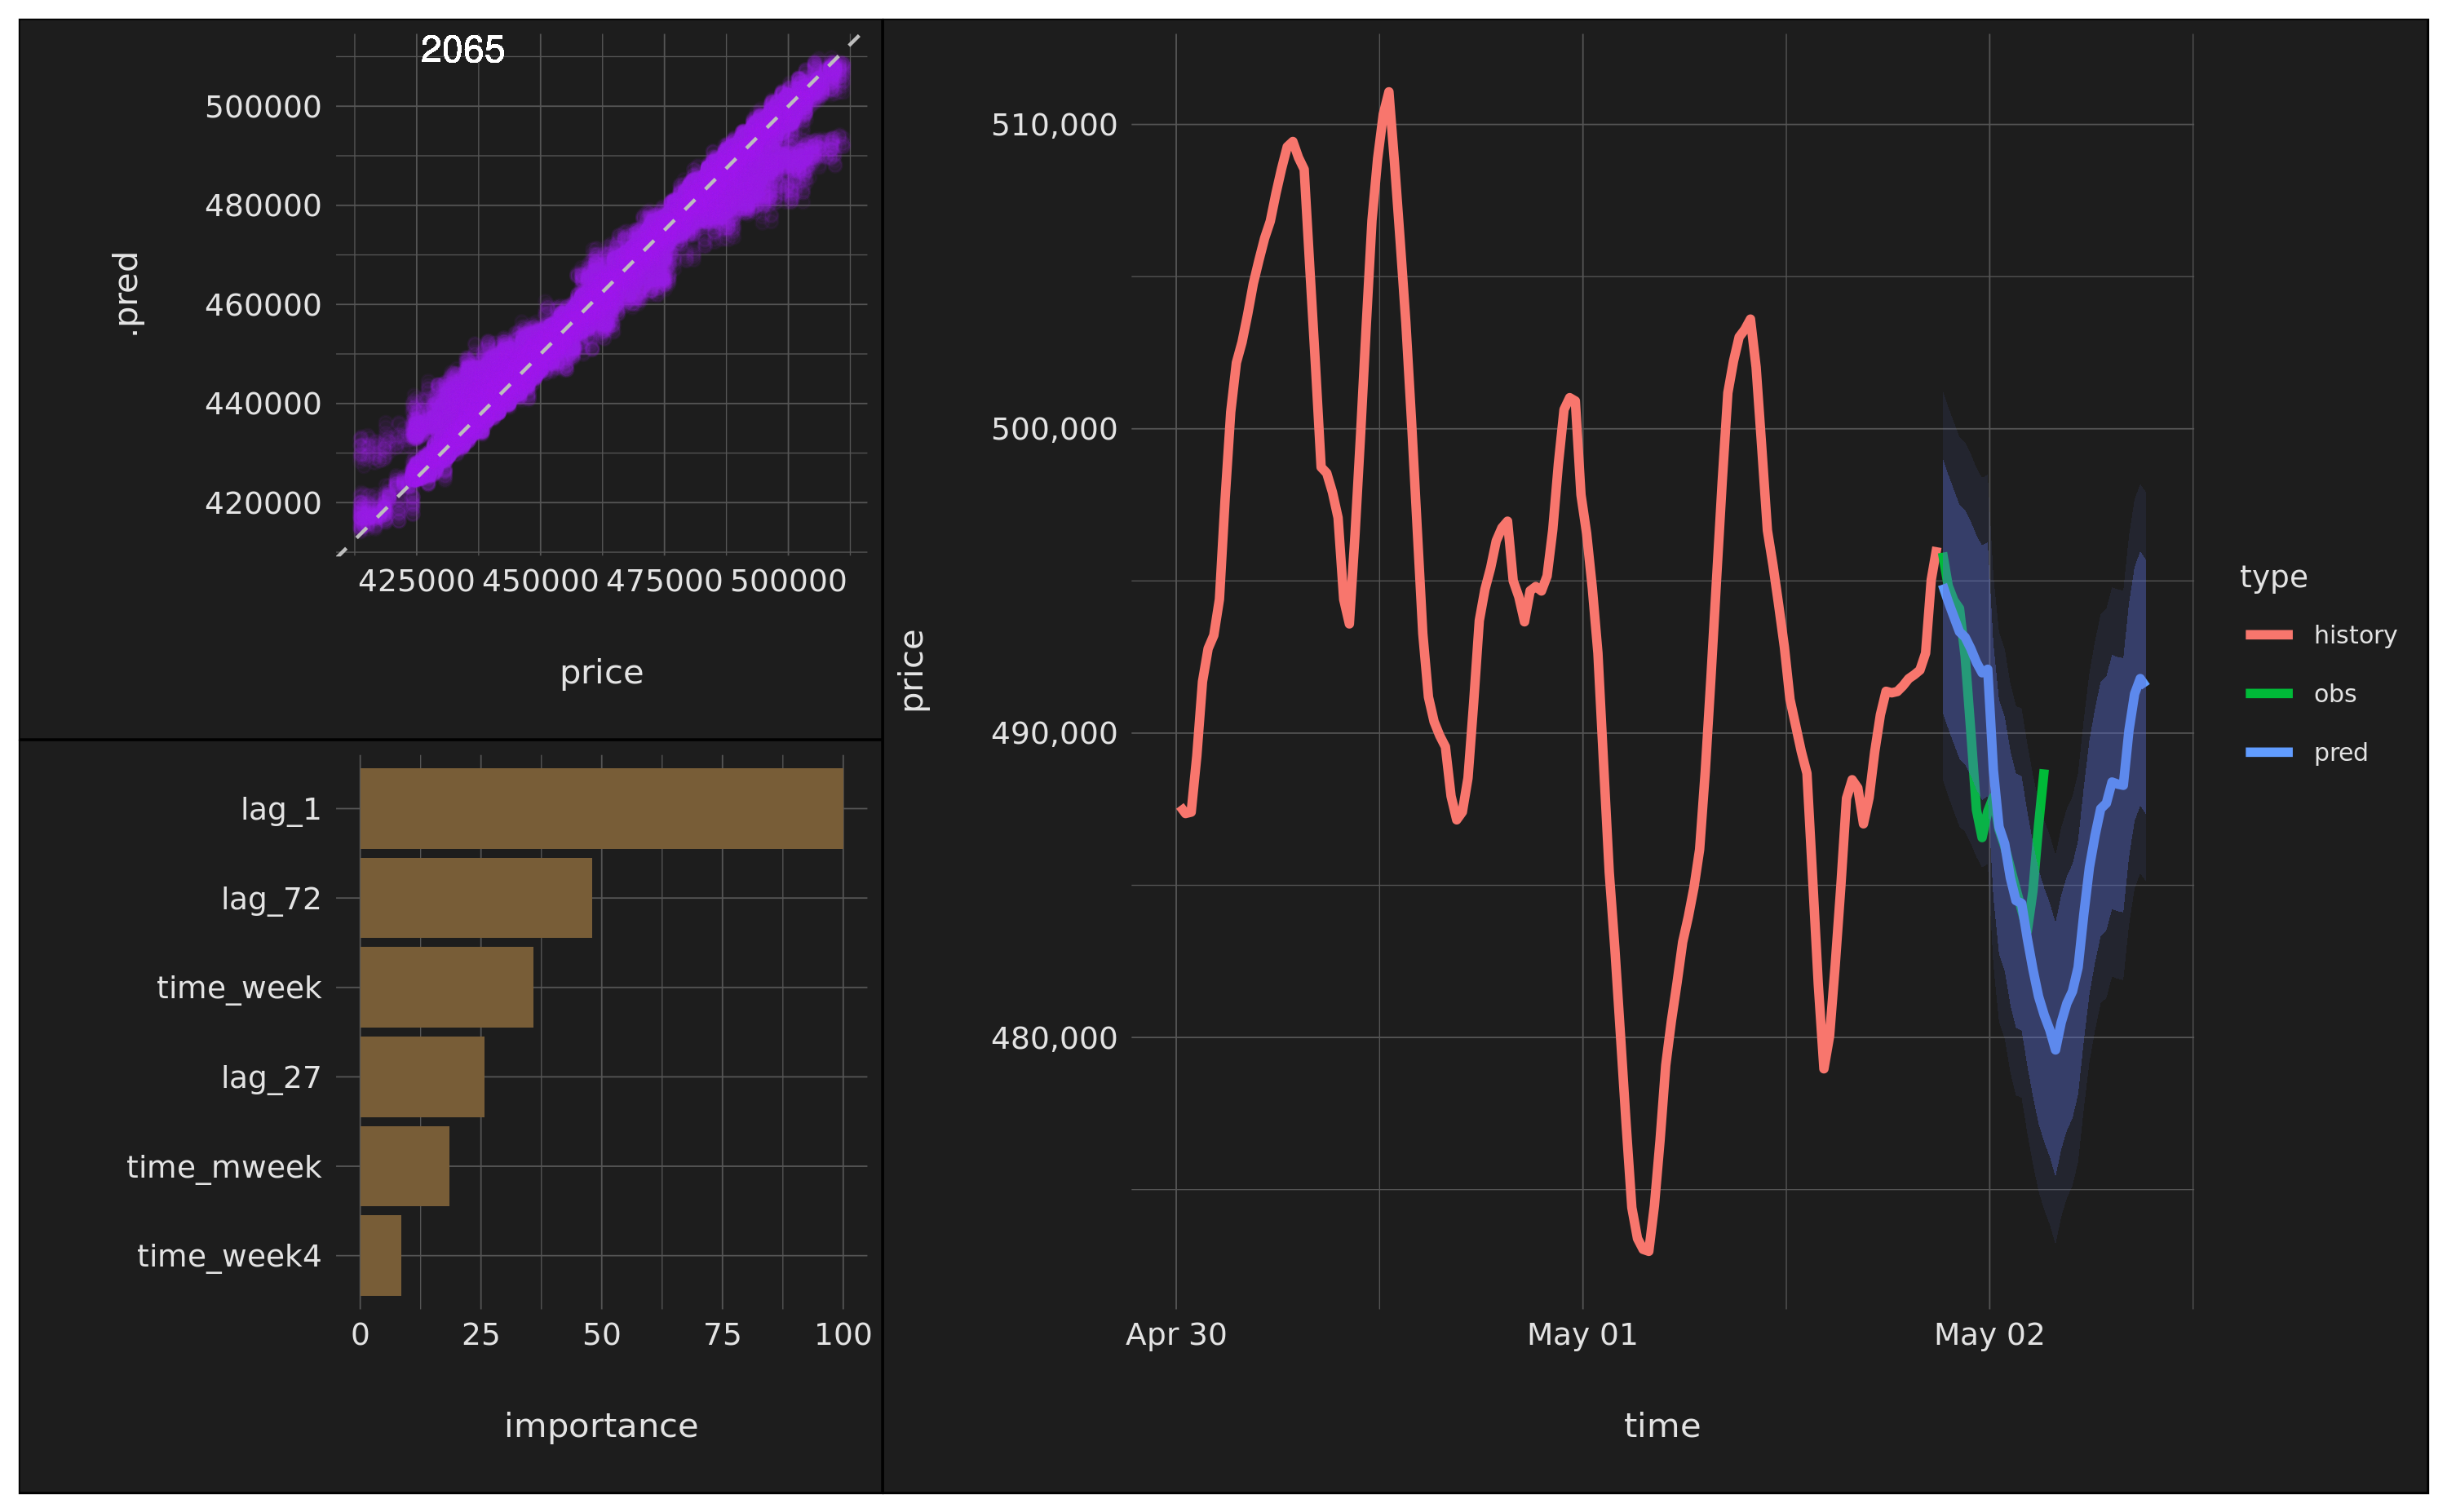 2065
500000
480000
460000
440000
420000
.pred
425000 450000 475000 500000
price
lag_1
lag_72
time_week
lag_27
time_mweek
time_week4
0 25 50 75 100
importance
510,000
500,000
490,000
480,000
price
Apr 30 May 01 May 02
time
type
history
obs
pred